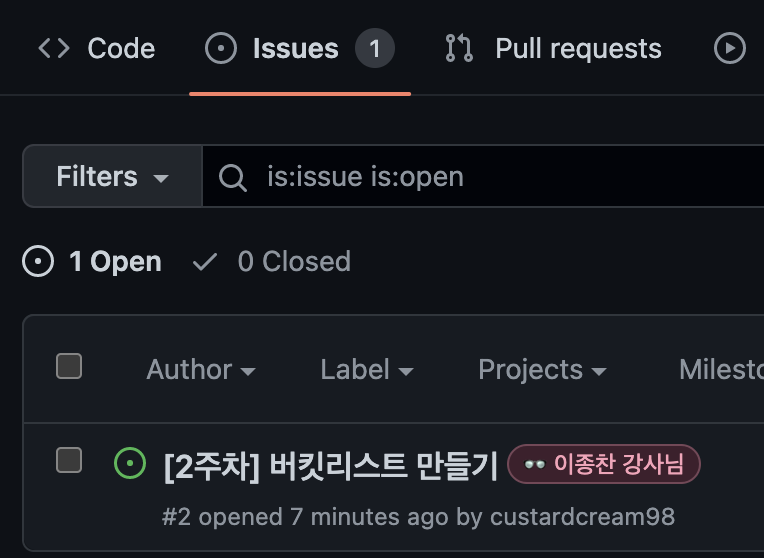 Code Issues 1 Pull requests
Filters is:issue is:open
1 Open 0 Closed
Author Label Projects Milesto
[2주차] 버킷리스트 만들기 👓 이종찬 강사님
#2 opened 7 minutes ago by custardcream98